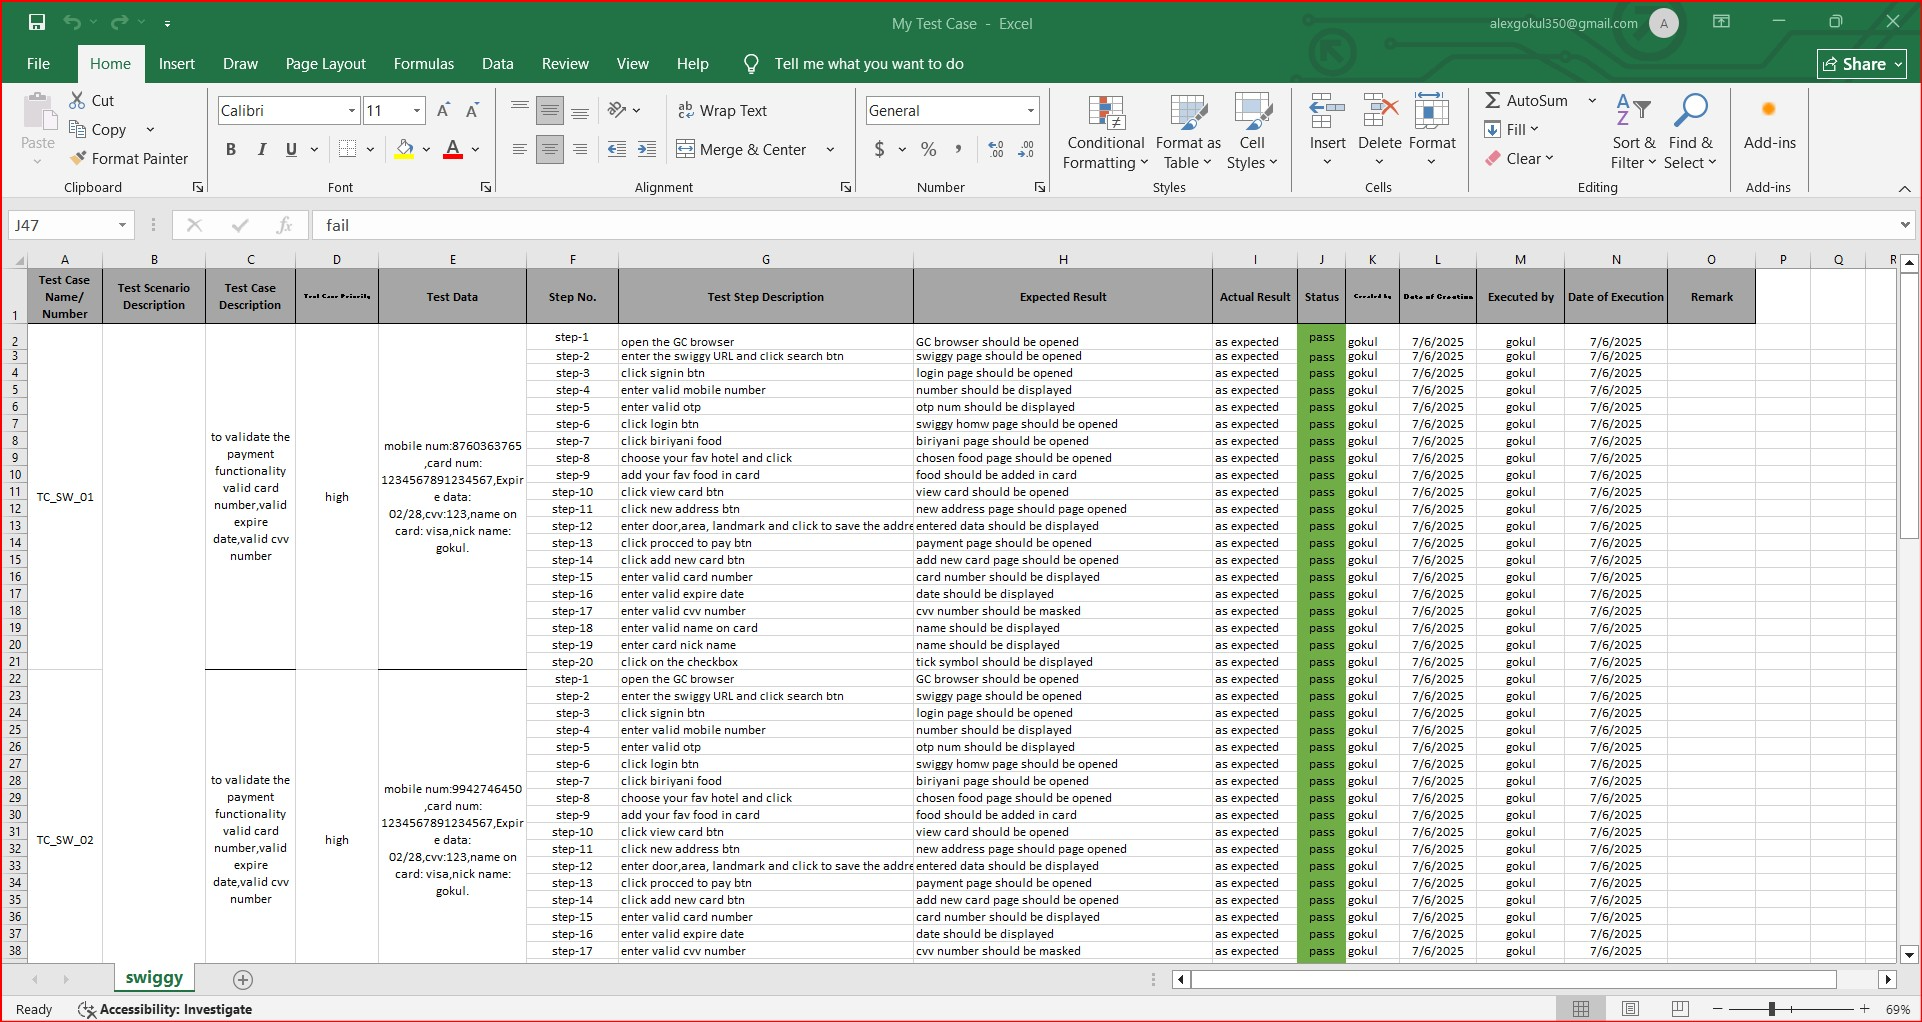 My Test Case - Excel
alexgokul350@gmail.com
A
File Home Insert Draw Page Layout Formulas Data Review View Help Tell me what you want to do
Share
Paste
Cut
Copy
Format Painter
Clipboard
Calibri 11
B I U
Font
Wrap Text
Merge & Center
Alignment
General
Number
Conditional Formatting
Format as Table
Cell Styles
Styles
Insert Delete Format
Cells
AutoSum
Fill
Clear
Sort & Filter
Find & Select
Editing
Add-ins
Add-ins
J47
fail
A B C D E F G H I J K L M N O P Q R
1 Test Case Name/ Number Test Scenario Description Test Case Description Test Case Priority Test Data Step No. Test Step Description Expected Result Actual Result Status Created by Date of Creation Executed by Date of Execution Remark
TC_SW_01
to validate the payment functionality valid card number,valid expire date,valid cvv number
high
mobile num:8760363765
,card num:
1234567891234567,Expir
e data:
02/28,cvv:123,name on
card: visa,nick name:
gokul.
2 step-1 open the GC browser GC browser should be opened as expected pass gokul 7/6/2025 gokul 7/6/2025
3 step-2 enter the swiggy URL and click search btn swiggy page should be opened as expected pass gokul 7/6/2025 gokul 7/6/2025
4 step-3 click signin btn login page should be opened as expected pass gokul 7/6/2025 gokul 7/6/2025
5 step-4 enter valid mobile number number should be displayed as expected pass gokul 7/6/2025 gokul 7/6/2025
6 step-5 enter valid otp otp num should be displayed as expected pass gokul 7/6/2025 gokul 7/6/2025
7 step-6 click login btn swiggy homw page should be opened as expected pass gokul 7/6/2025 gokul 7/6/2025
8 step-7 click biriyani food biriyani page should be opened as expected pass gokul 7/6/2025 gokul 7/6/2025
9 step-8 choose your fav hotel and click chosen food page should be opened as expected pass gokul 7/6/2025 gokul 7/6/2025
10 step-9 add your fav food in card food should be added in card as expected pass gokul 7/6/2025 gokul 7/6/2025
11 step-10 click view card btn view card should be opened as expected pass gokul 7/6/2025 gokul 7/6/2025
12 step-11 click new address btn new address page should page opened as expected pass gokul 7/6/2025 gokul 7/6/2025
13 step-12 enter door,area, landmark and click to save the addre entered data should be displayed as expected pass gokul 7/6/2025 gokul 7/6/2025
14 step-13 click procced to pay btn payment page should be opened as expected pass gokul 7/6/2025 gokul 7/6/2025
15 step-14 click add new card btn add new card page should be opened as expected pass gokul 7/6/2025 gokul 7/6/2025
16 step-15 enter valid card number card number should be displayed as expected pass gokul 7/6/2025 gokul 7/6/2025
17 step-16 enter valid expire date date should be displayed as expected pass gokul 7/6/2025 gokul 7/6/2025
18 step-17 enter valid cvv number cvv number should be masked as expected pass gokul 7/6/2025 gokul 7/6/2025
19 step-18 enter valid name on card name should be displayed as expected pass gokul 7/6/2025 gokul 7/6/2025
20 step-19 enter card nick name name should be displayed as expected pass gokul 7/6/2025 gokul 7/6/2025
21 step-20 click on the checkbox tick symbol should be displayed as expected pass gokul 7/6/2025 gokul 7/6/2025
TC_SW_02
to validate the payment functionality valid card number,valid expire date,valid cvv number
high
mobile num:9942746450
,card num:
1234567891234567,Expir
e data:
02/28,cvv:123,name on
card: visa,nick name:
gokul.
22 step-1 open the GC browser GC browser should be opened as expected pass gokul 7/6/2025 gokul 7/6/2025
23 step-2 enter the swiggy URL and click search btn swiggy page should be opened as expected pass gokul 7/6/2025 gokul 7/6/2025
24 step-3 click signin btn login page should be opened as expected pass gokul 7/6/2025 gokul 7/6/2025
25 step-4 enter valid mobile number number should be displayed as expected pass gokul 7/6/2025 gokul 7/6/2025
26 step-5 enter valid otp otp num should be displayed as expected pass gokul 7/6/2025 gokul 7/6/2025
27 step-6 click login btn swiggy homw page should be opened as expected pass gokul 7/6/2025 gokul 7/6/2025
28 step-7 click biriyani food biriyani page should be opened as expected pass gokul 7/6/2025 gokul 7/6/2025
29 step-8 choose your fav hotel and click chosen food page should be opened as expected pass gokul 7/6/2025 gokul 7/6/2025
30 step-9 add your fav food in card food should be added in card as expected pass gokul 7/6/2025 gokul 7/6/2025
31 step-10 click view card btn view card should be opened as expected pass gokul 7/6/2025 gokul 7/6/2025
32 step-11 click new address btn new address page should page opened as expected pass gokul 7/6/2025 gokul 7/6/2025
33 step-12 enter door,area, landmark and click to save the addre entered data should be displayed as expected pass gokul 7/6/2025 gokul 7/6/2025
34 step-13 click procced to pay btn payment page should be opened as expected pass gokul 7/6/2025 gokul 7/6/2025
35 step-14 click add new card btn add new card page should be opened as expected pass gokul 7/6/2025 gokul 7/6/2025
36 step-15 enter valid card number card number should be displayed as expected pass gokul 7/6/2025 gokul 7/6/2025
37 step-16 enter valid expire date date should be displayed as expected pass gokul 7/6/2025 gokul 7/6/2025
38 step-17 enter valid cvv number cvv number should be masked as expected pass gokul 7/6/2025 gokul 7/6/2025
swiggy
Ready Accessibility: Investigate 69%